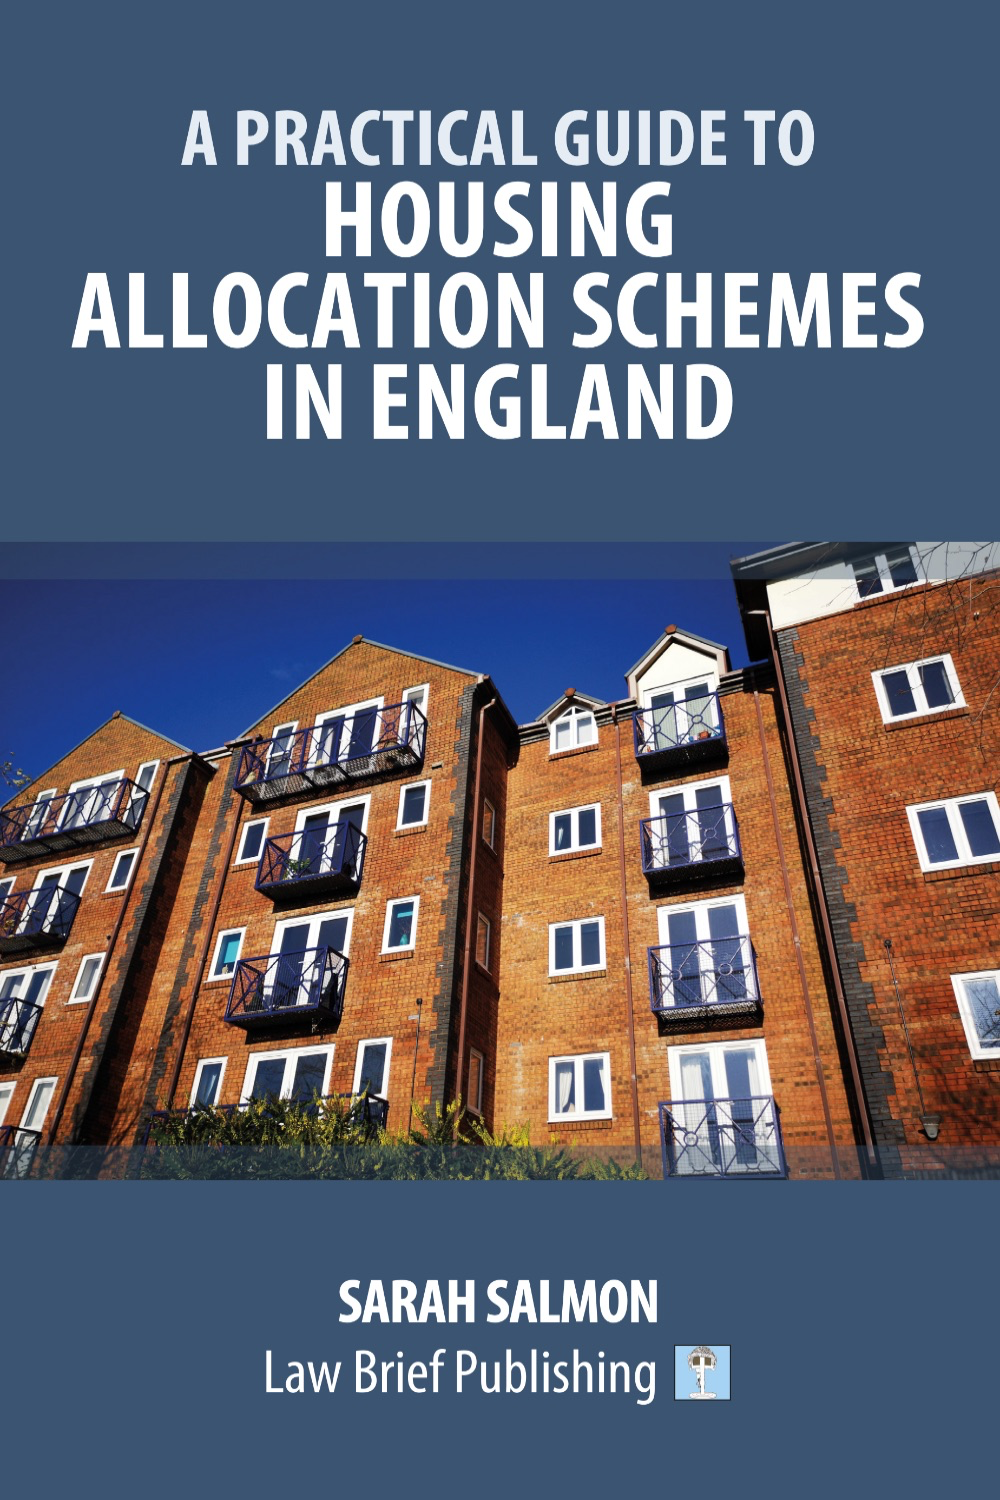 A PRACTICAL GUIDE TO
HOUSING
ALLOCATION SCHEMES
IN ENGLAND
SARAH SALMON
Law Brief Publishing